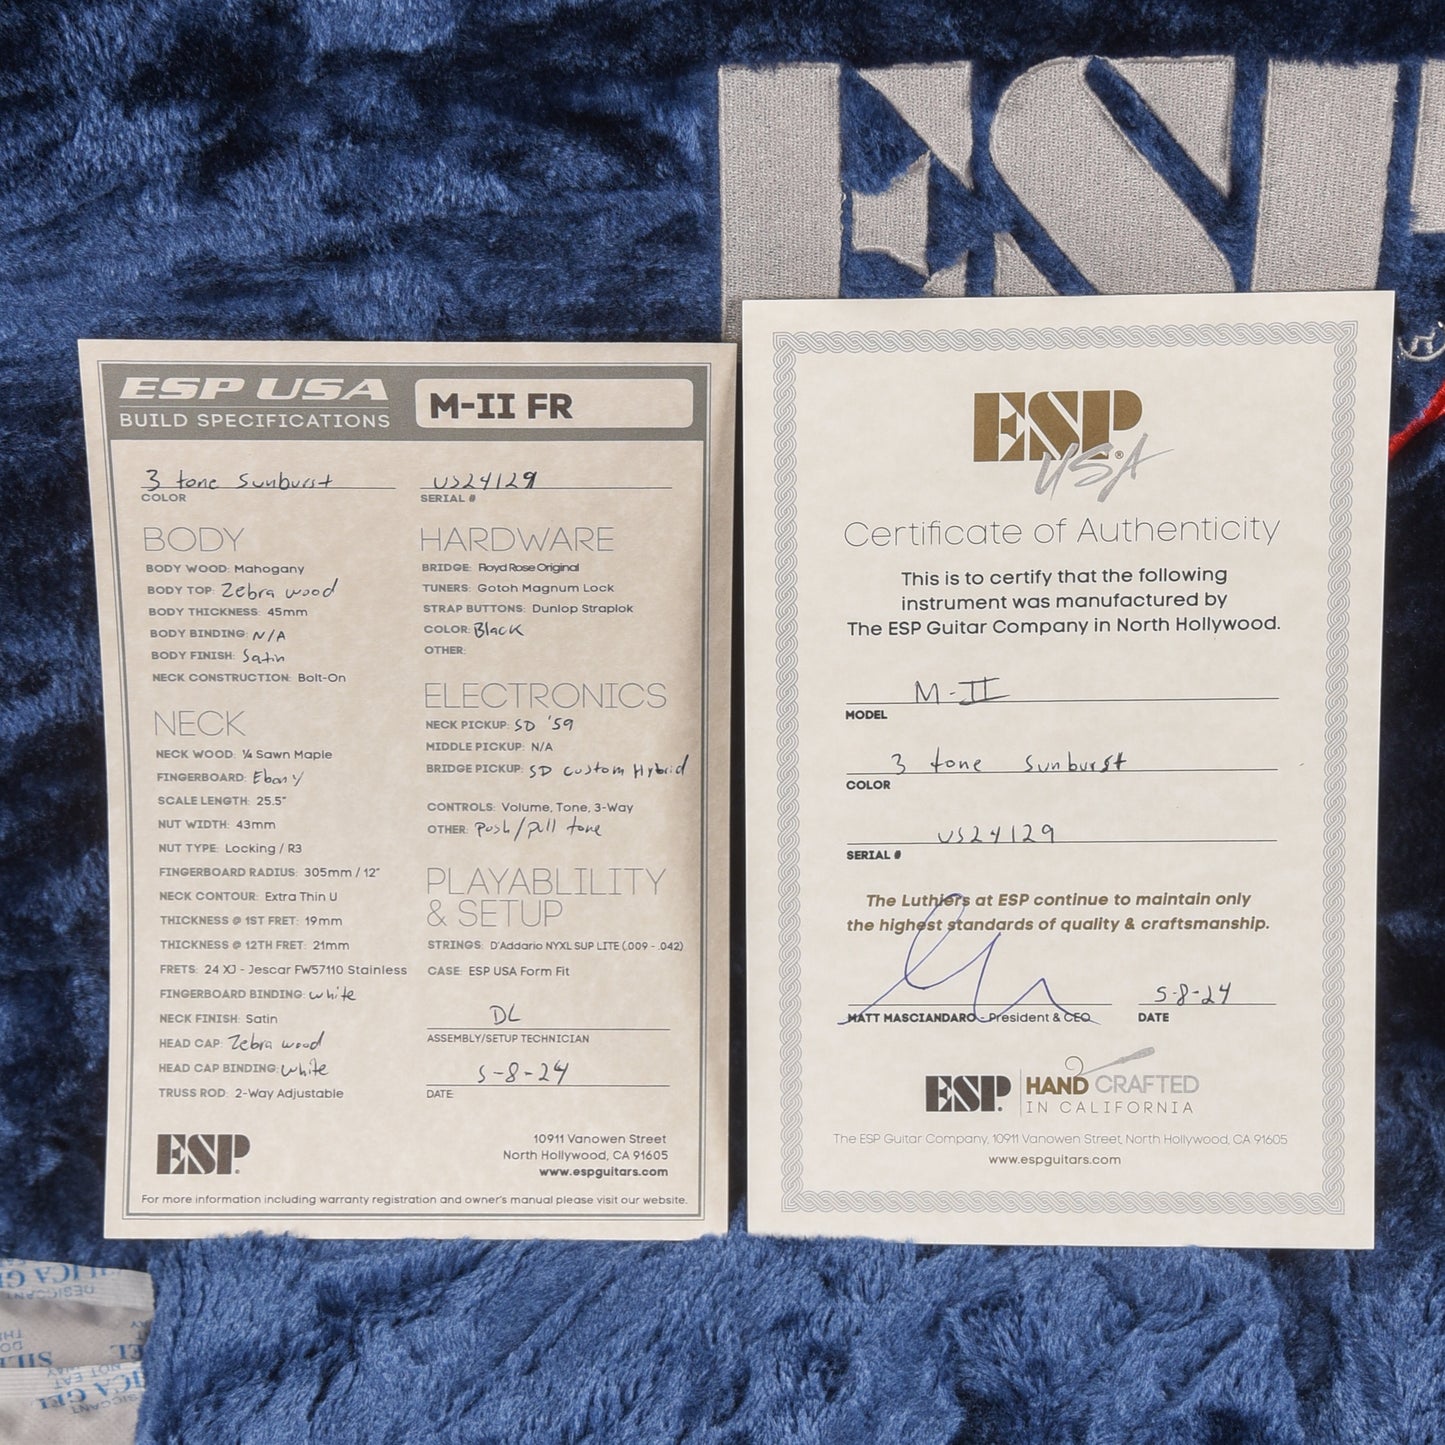 ESP
ESP USA
BUILD SPECIFICATIONS
M-II FR
3 tone Sunburst
COLOR
US24129
SERIAL #
BODY
BODY WOOD: Mahogany
BODY TOP: Zebra wood
BODY THICKNESS: 45mm
BODY BINDING: N/A
BODY FINISH: Satin
NECK CONSTRUCTION: Bolt-On
NECK
NECK WOOD: ¼ Sawn Maple
FINGERBOARD: Ebony
SCALE LENGTH: 25.5"
NUT WIDTH: 43mm
NUT TYPE: Locking / R3
FINGERBOARD RADIUS: 305mm / 12"
NECK CONTOUR: Extra Thin U
THICKNESS @ 1ST FRET: 19mm
THICKNESS @ 12TH FRET: 21mm
FRETS: 24 XJ - Jescar FW57110 Stainless
FINGERBOARD BINDING: white
NECK FINISH: Satin
HEAD CAP: Zebra wood
HEAD CAP BINDING: white
TRUSS ROD: 2-Way Adjustable
HARDWARE
BRIDGE: Floyd Rose Original
TUNERS: Gotoh Magnum Lock
STRAP BUTTONS: Dunlop Straplok
COLOR: Black
OTHER:
ELECTRONICS
NECK PICKUP: SD '59
MIDDLE PICKUP: N/A
BRIDGE PICKUP: SD Custom Hybrid
CONTROLS: Volume, Tone, 3-Way
OTHER: push/pull tone
PLAYABLILITY
& SETUP
STRINGS: D'Addario NYXL SUP LITE (.009 - .042)
CASE: ESP USA Form Fit
DL
ASSEMBLY/SETUP TECHNICIAN
5-8-24
DATE
ESP.
10911 Vanowen Street
North Hollywood, CA 91605
www.espguitars.com
For more information including warranty registration and owner's manual please visit our website.
ESP®
USA
Certificate of Authenticity
This is to certify that the following
instrument was manufactured by
The ESP Guitar Company in North Hollywood.
M-II
MODEL
3 tone Sunburst
COLOR
US24129
SERIAL #
The Luthiers at ESP continue to maintain only
the highest standards of quality & craftsmanship.
MATT MASCIANDARO - President & CEO
5-8-24
DATE
ESP.
HAND CRAFTED
IN CALIFORNIA
The ESP Guitar Company, 10911 Vanowen Street, North Hollywood, CA 91605
www.espguitars.com